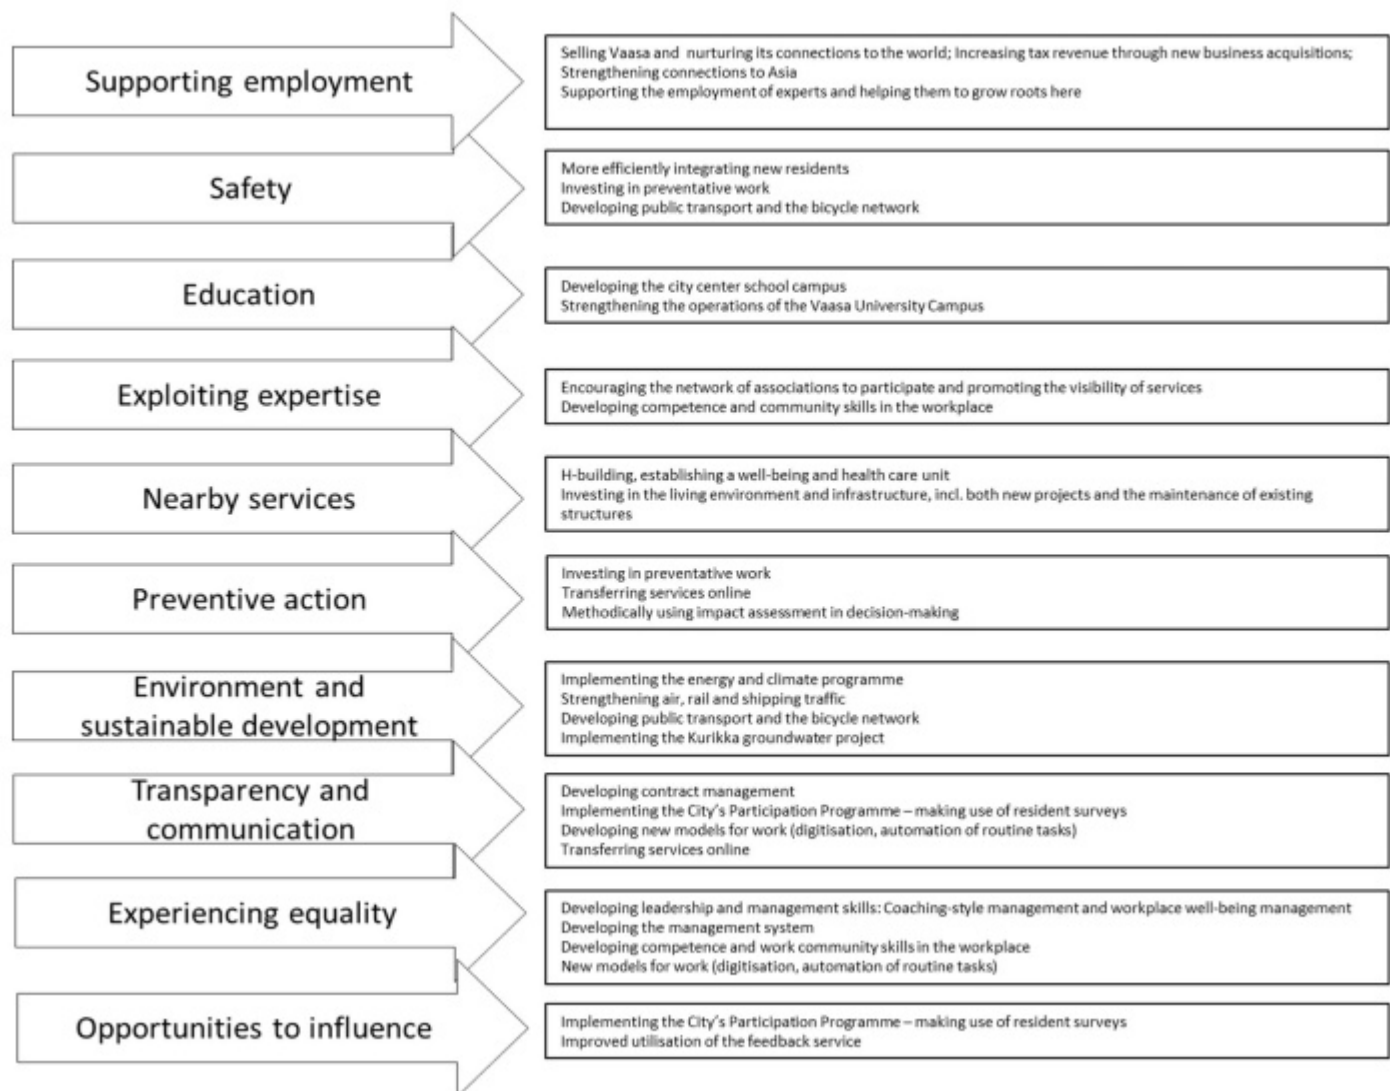 Supporting employment
Selling Vaasa and nurturing its connections to the world; Increasing tax revenue through new business acquisitions;
Strengthening connections to Asia
Supporting the employment of experts and helping them to grow roots here
Safety
More efficiently integrating new residents
Investing in preventative work
Developing public transport and the bicycle network
Education
Developing the city center school campus
Strengthening the operations of the Vaasa University Campus
Exploiting expertise
Encouraging the network of associations to participate and promoting the visibility of services
Developing competence and community skills in the workplace
Nearby services
H-building, establishing a well-being and health care unit
Investing in the living environment and infrastructure, incl. both new projects and the maintenance of existing
structures
Preventive action
Investing in preventative work
Transferring services online
Methodically using impact assessment in decision-making
Environment and
sustainable development
Implementing the energy and climate programme
Strengthening air, rail and shipping traffic
Developing public transport and the bicycle network
Implementing the Kurikka groundwater project
Transparency and
communication
Developing contract management
Implementing the City's Participation Programme – making use of resident surveys
Developing new models for work (digitisation, automation of routine tasks)
Transferring services online
Experiencing equality
Developing leadership and management skills: Coaching-style management and workplace well-being management
Developing the management system
Developing competence and work community skills in the workplace
New models for work (digitisation, automation of routine tasks)
Opportunities to influence
Implementing the City's Participation Programme – making use of resident surveys
Improved utilisation of the feedback service